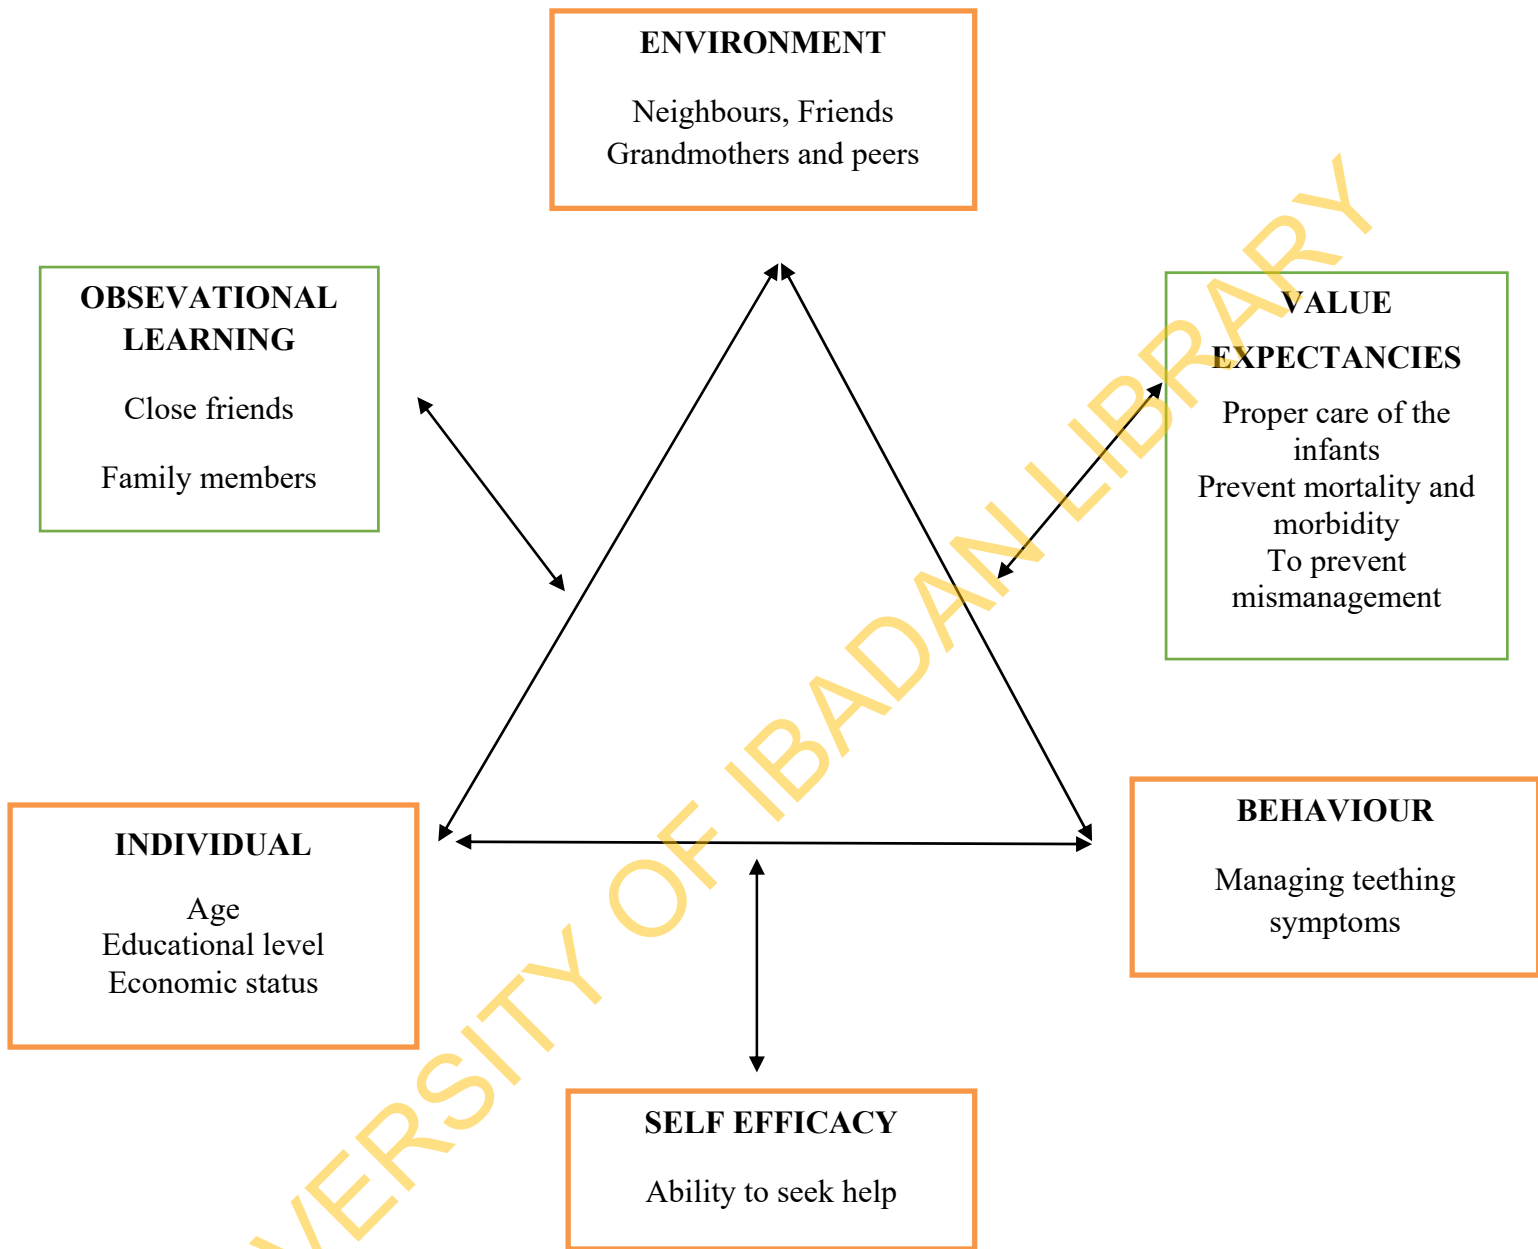 ENVIRONMENT
Neighbours, Friends
Grandmothers and peers
OBSEVATIONAL
LEARNING
Close friends
Family members
VALUE
EXPECTANCIES
Proper care of the
infants
Prevent mortality and
morbidity
To prevent
mismanagement
INDIVIDUAL
Age
Educational level
Economic status
BEHAVIOUR
Managing teething
symptoms
SELF EFFICACY
Ability to seek help
VERSITY OF IBADAN LIBRARY